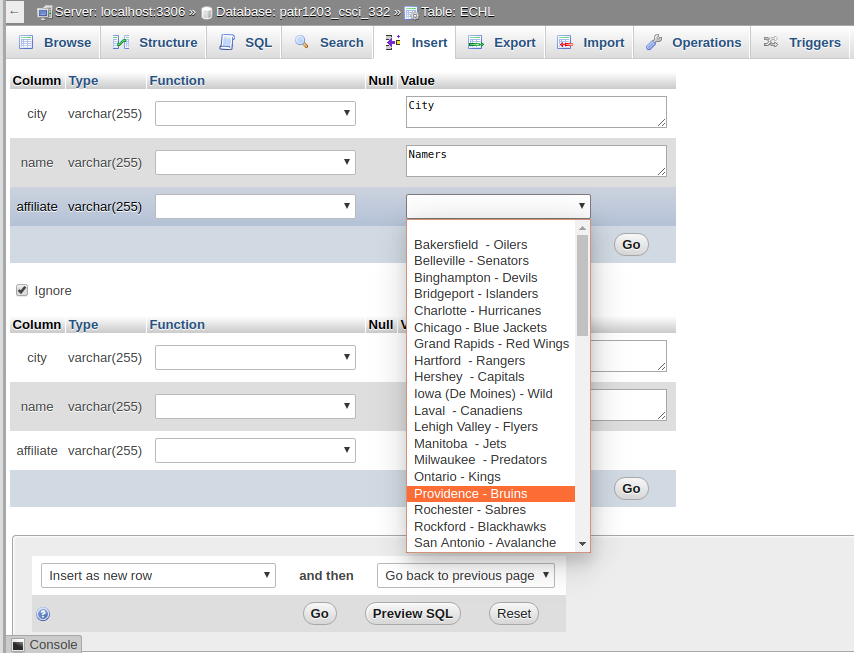 ← Server: localhost:3306 » Database: patr1203_csci_332 » Table: ECHL
Browse Structure SQL Search Insert Export Import Operations Triggers
Column Type Function Null Value
city varchar(255) City
name varchar(255) Namers
affiliate varchar(255)
Go
Bakersfield - Oilers
Belleville - Senators
Binghampton - Devils
Bridgeport - Islanders
Charlotte - Hurricanes
Chicago - Blue Jackets
Grand Rapids - Red Wings
Hartford - Rangers
Hershey - Capitals
Iowa (De Moines) - Wild
Laval - Canadiens
Lehigh Valley - Flyers
Manitoba - Jets
Milwaukee - Predators
Ontario - Kings
Providence - Bruins
Rochester - Sabres
Rockford - Blackhawks
San Antonio - Avalanche
Ignore
Column Type Function Null V
city varchar(255)
name varchar(255)
affiliate varchar(255)
Go
Insert as new row and then Go back to previous page
Go Preview SQL Reset
Console